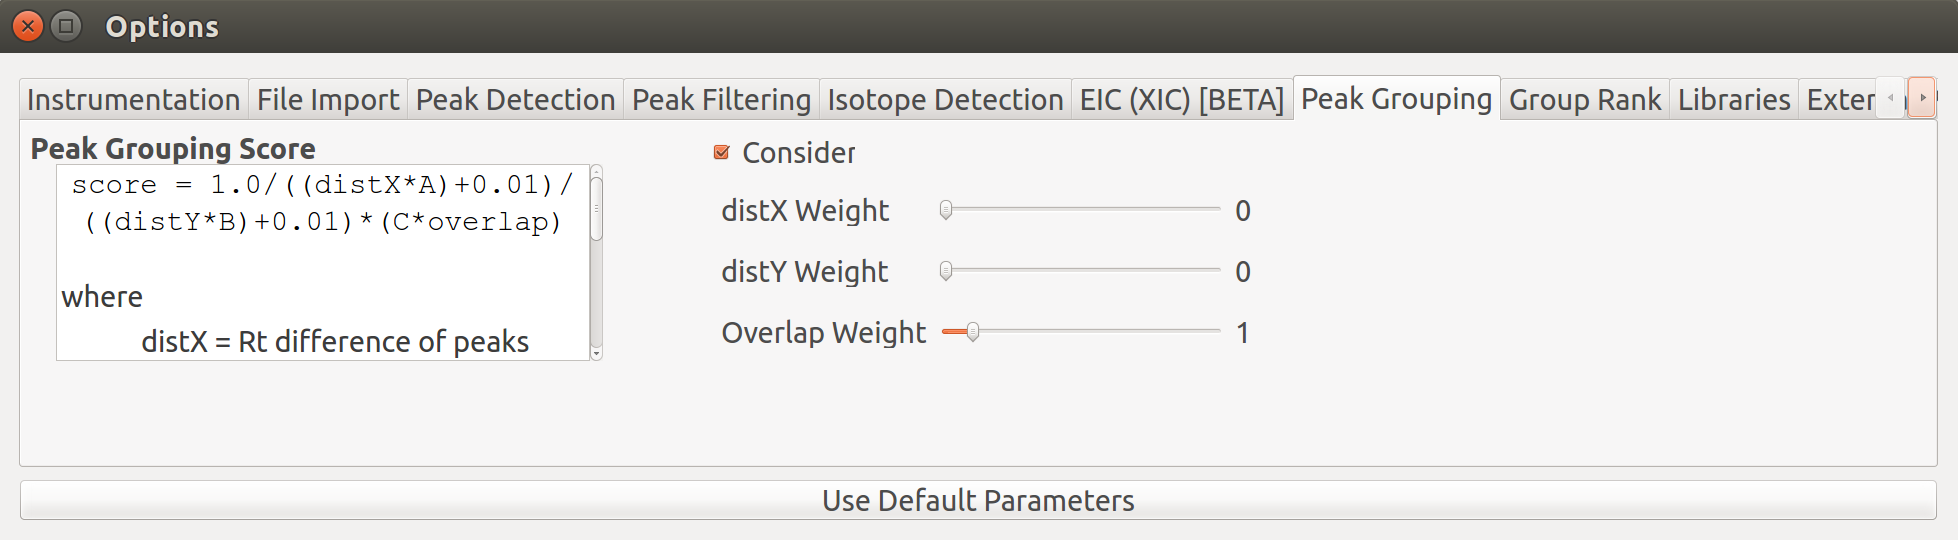 Options
Instrumentation File Import Peak Detection Peak Filtering Isotope Detection EIC (XIC) [BETA] Peak Grouping Group Rank Libraries
Peak Grouping Score
score = 1.0/((distX*A)+0.01)/
((distY*B)+0.01)*(C*overlap)
where
distX = Rt difference of peaks
Consider
distX Weight 0
distY Weight 0
Overlap Weight 1
Use Default Parameters